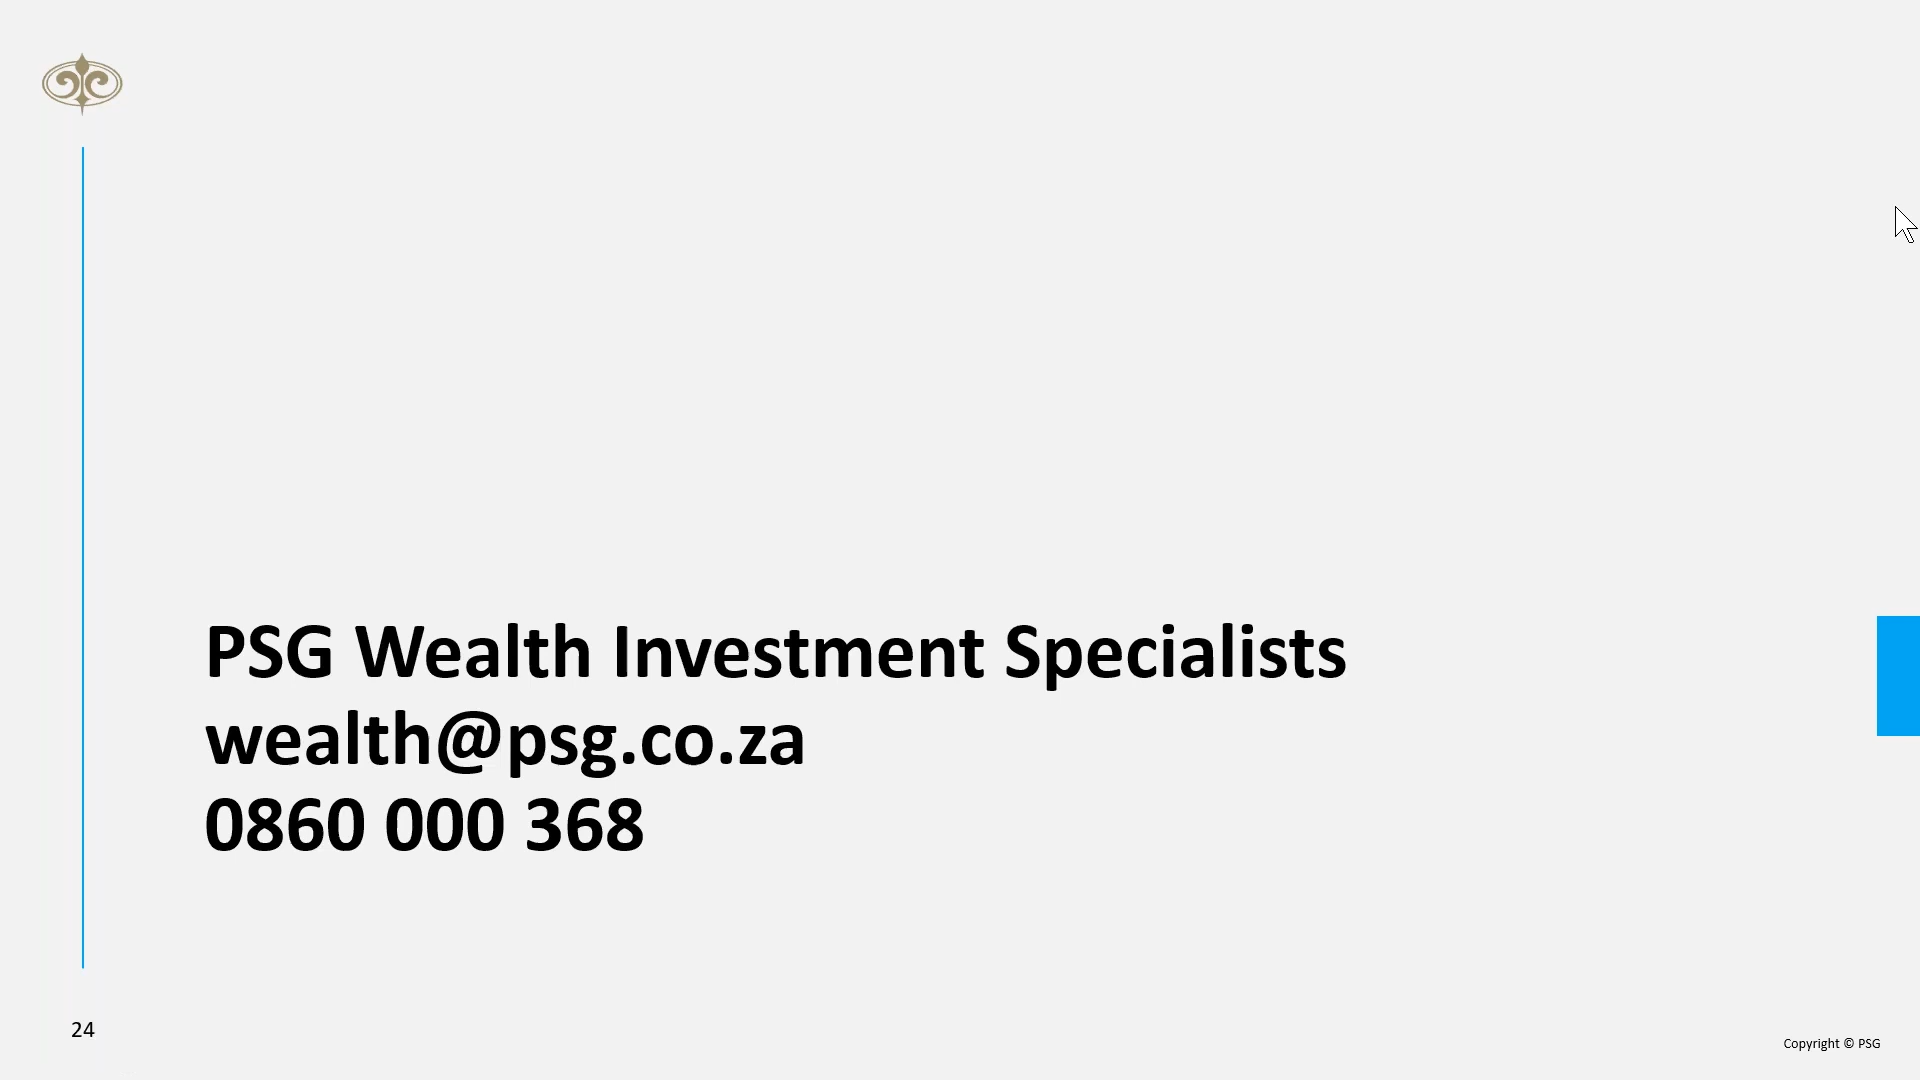 PSG Wealth Investment Specialists
wealth@psg.co.za
0860 000 368
24
Copyright © PSG